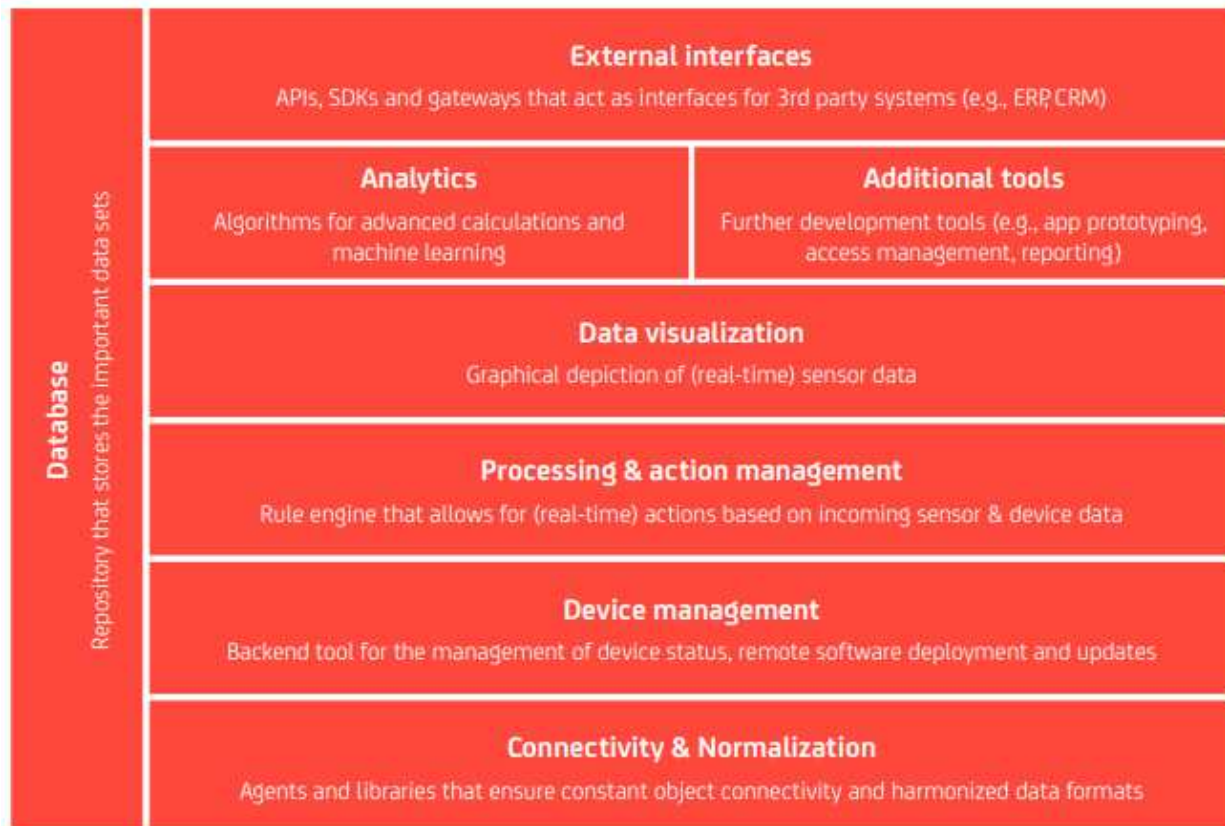 Database
Repository that stores the important data sets
External interfaces
APIs, SDKs and gateways that act as interfaces for 3rd party systems (e.g., ERP, CRM)
Analytics
Algorithms for advanced calculations and
machine learning
Additional tools
Further development tools (e.g., app prototyping,
access management, reporting)
Data visualization
Graphical depiction of (real-time) sensor data
Processing & action management
Rule engine that allows for (real-time) actions based on incoming sensor & device data
Device management
Backend tool for the management of device status, remote software deployment and updates
Connectivity & Normalization
Agents and libraries that ensure constant object connectivity and harmonized data formats